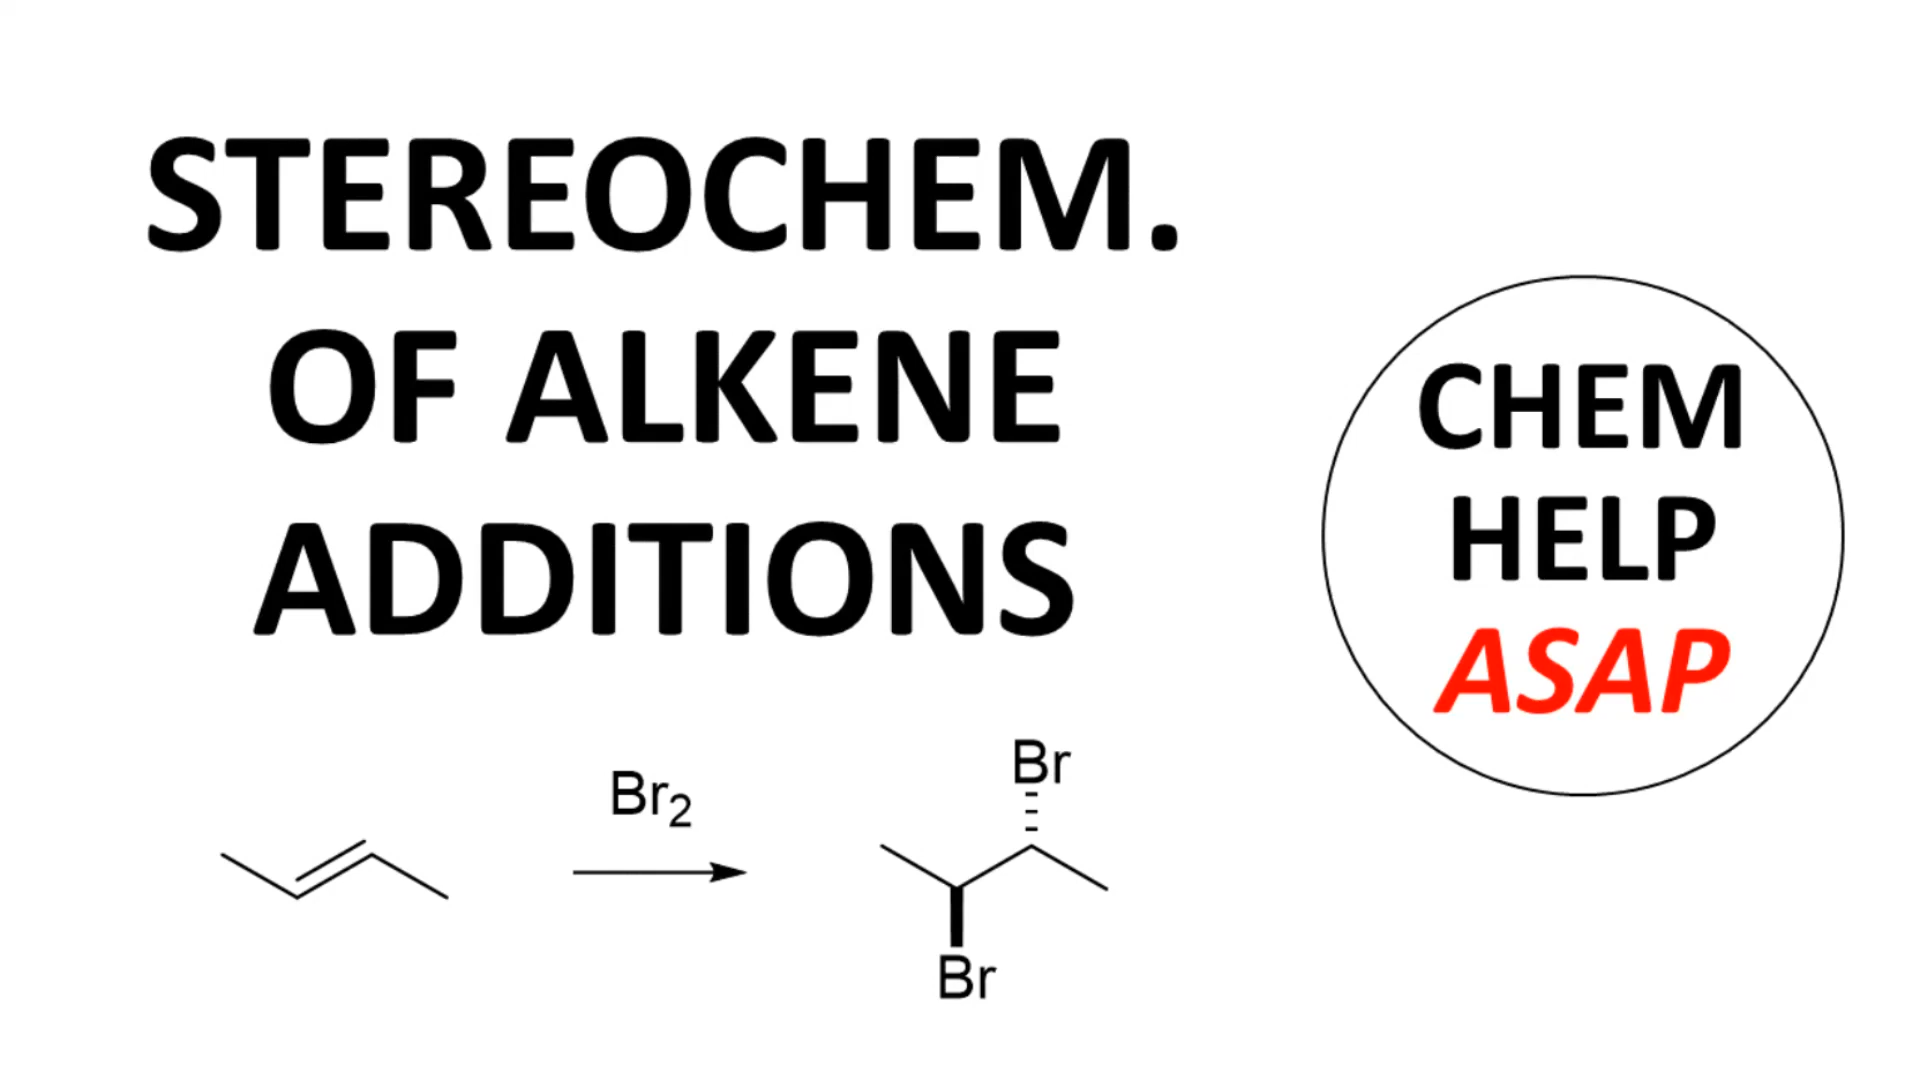 STEREOCHEM.
OF ALKENE
ADDITIONS
CHEM
HELP
ASAP
Br₂
Br
Br